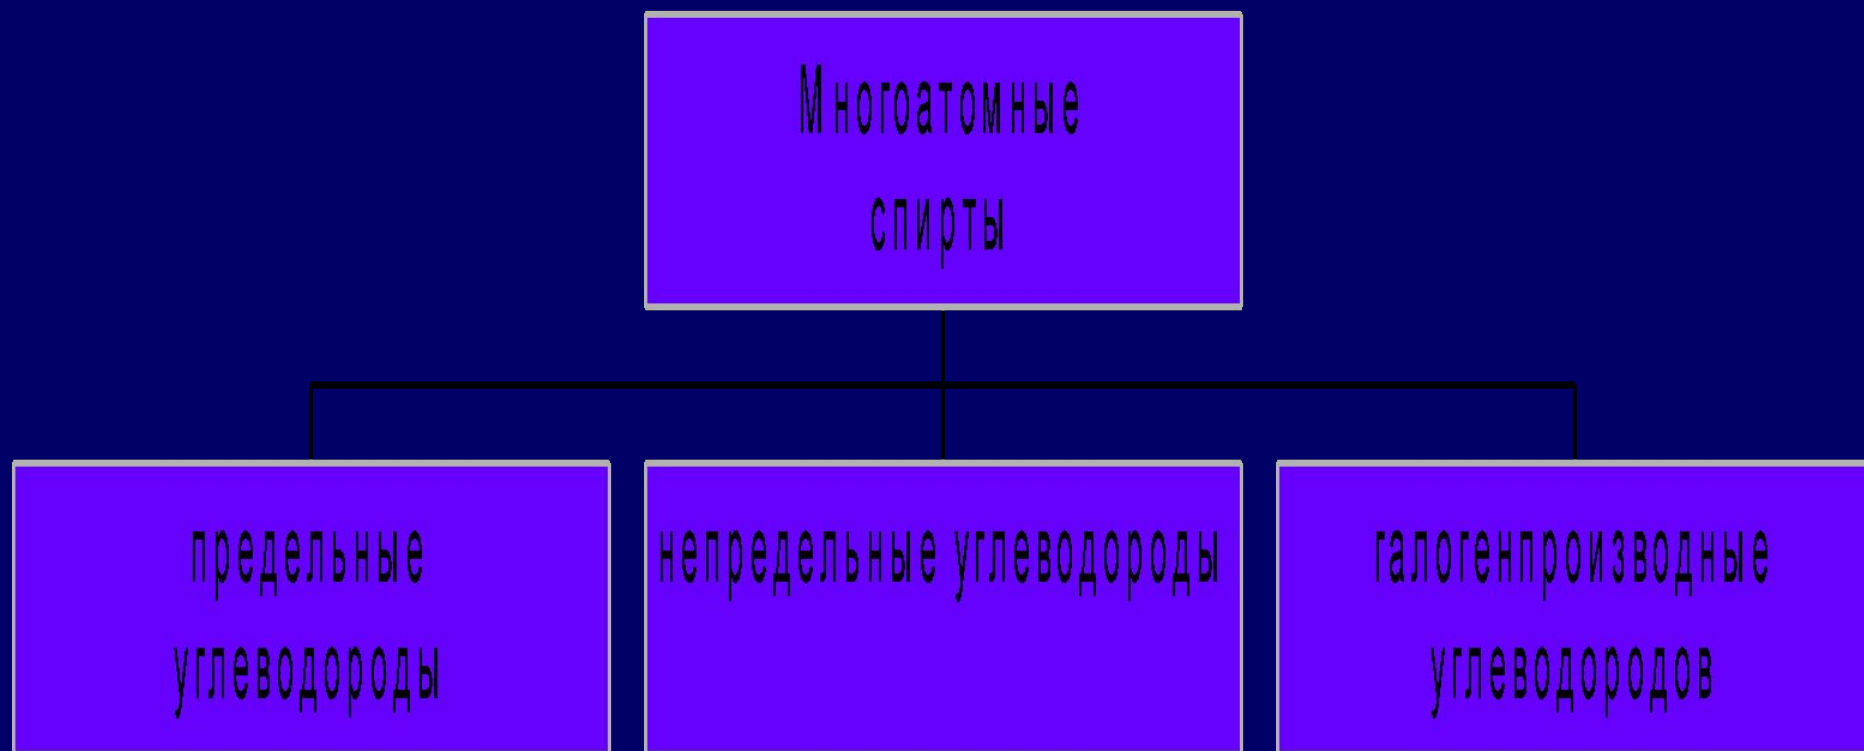 Многоатомные
спирты
предельные
углеводороды
непредельные углеводороды
галогенпроизводные
углеводородов